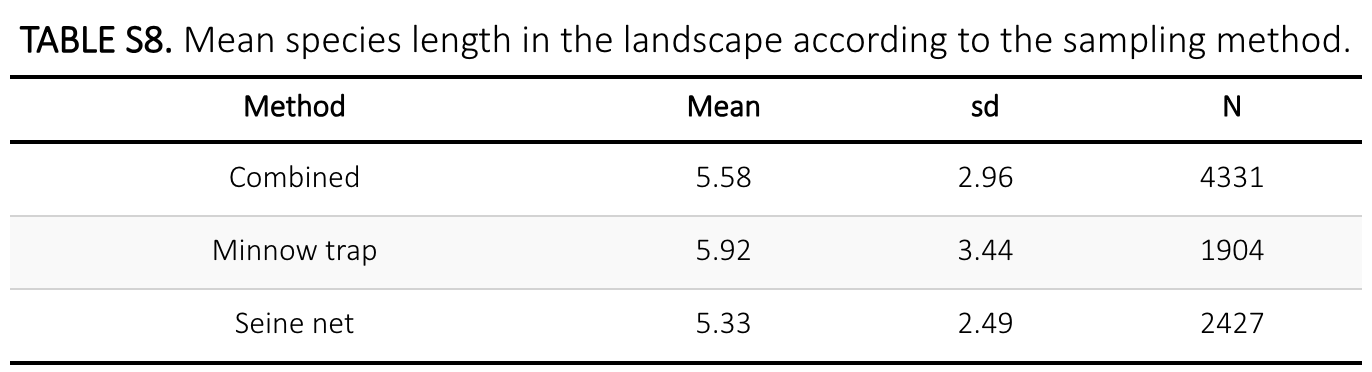 TABLE S8. Mean species length in the landscape according to the sampling method.
Method Mean sd N
Combined 5.58 2.96 4331
Minnow trap 5.92 3.44 1904
Seine net 5.33 2.49 2427